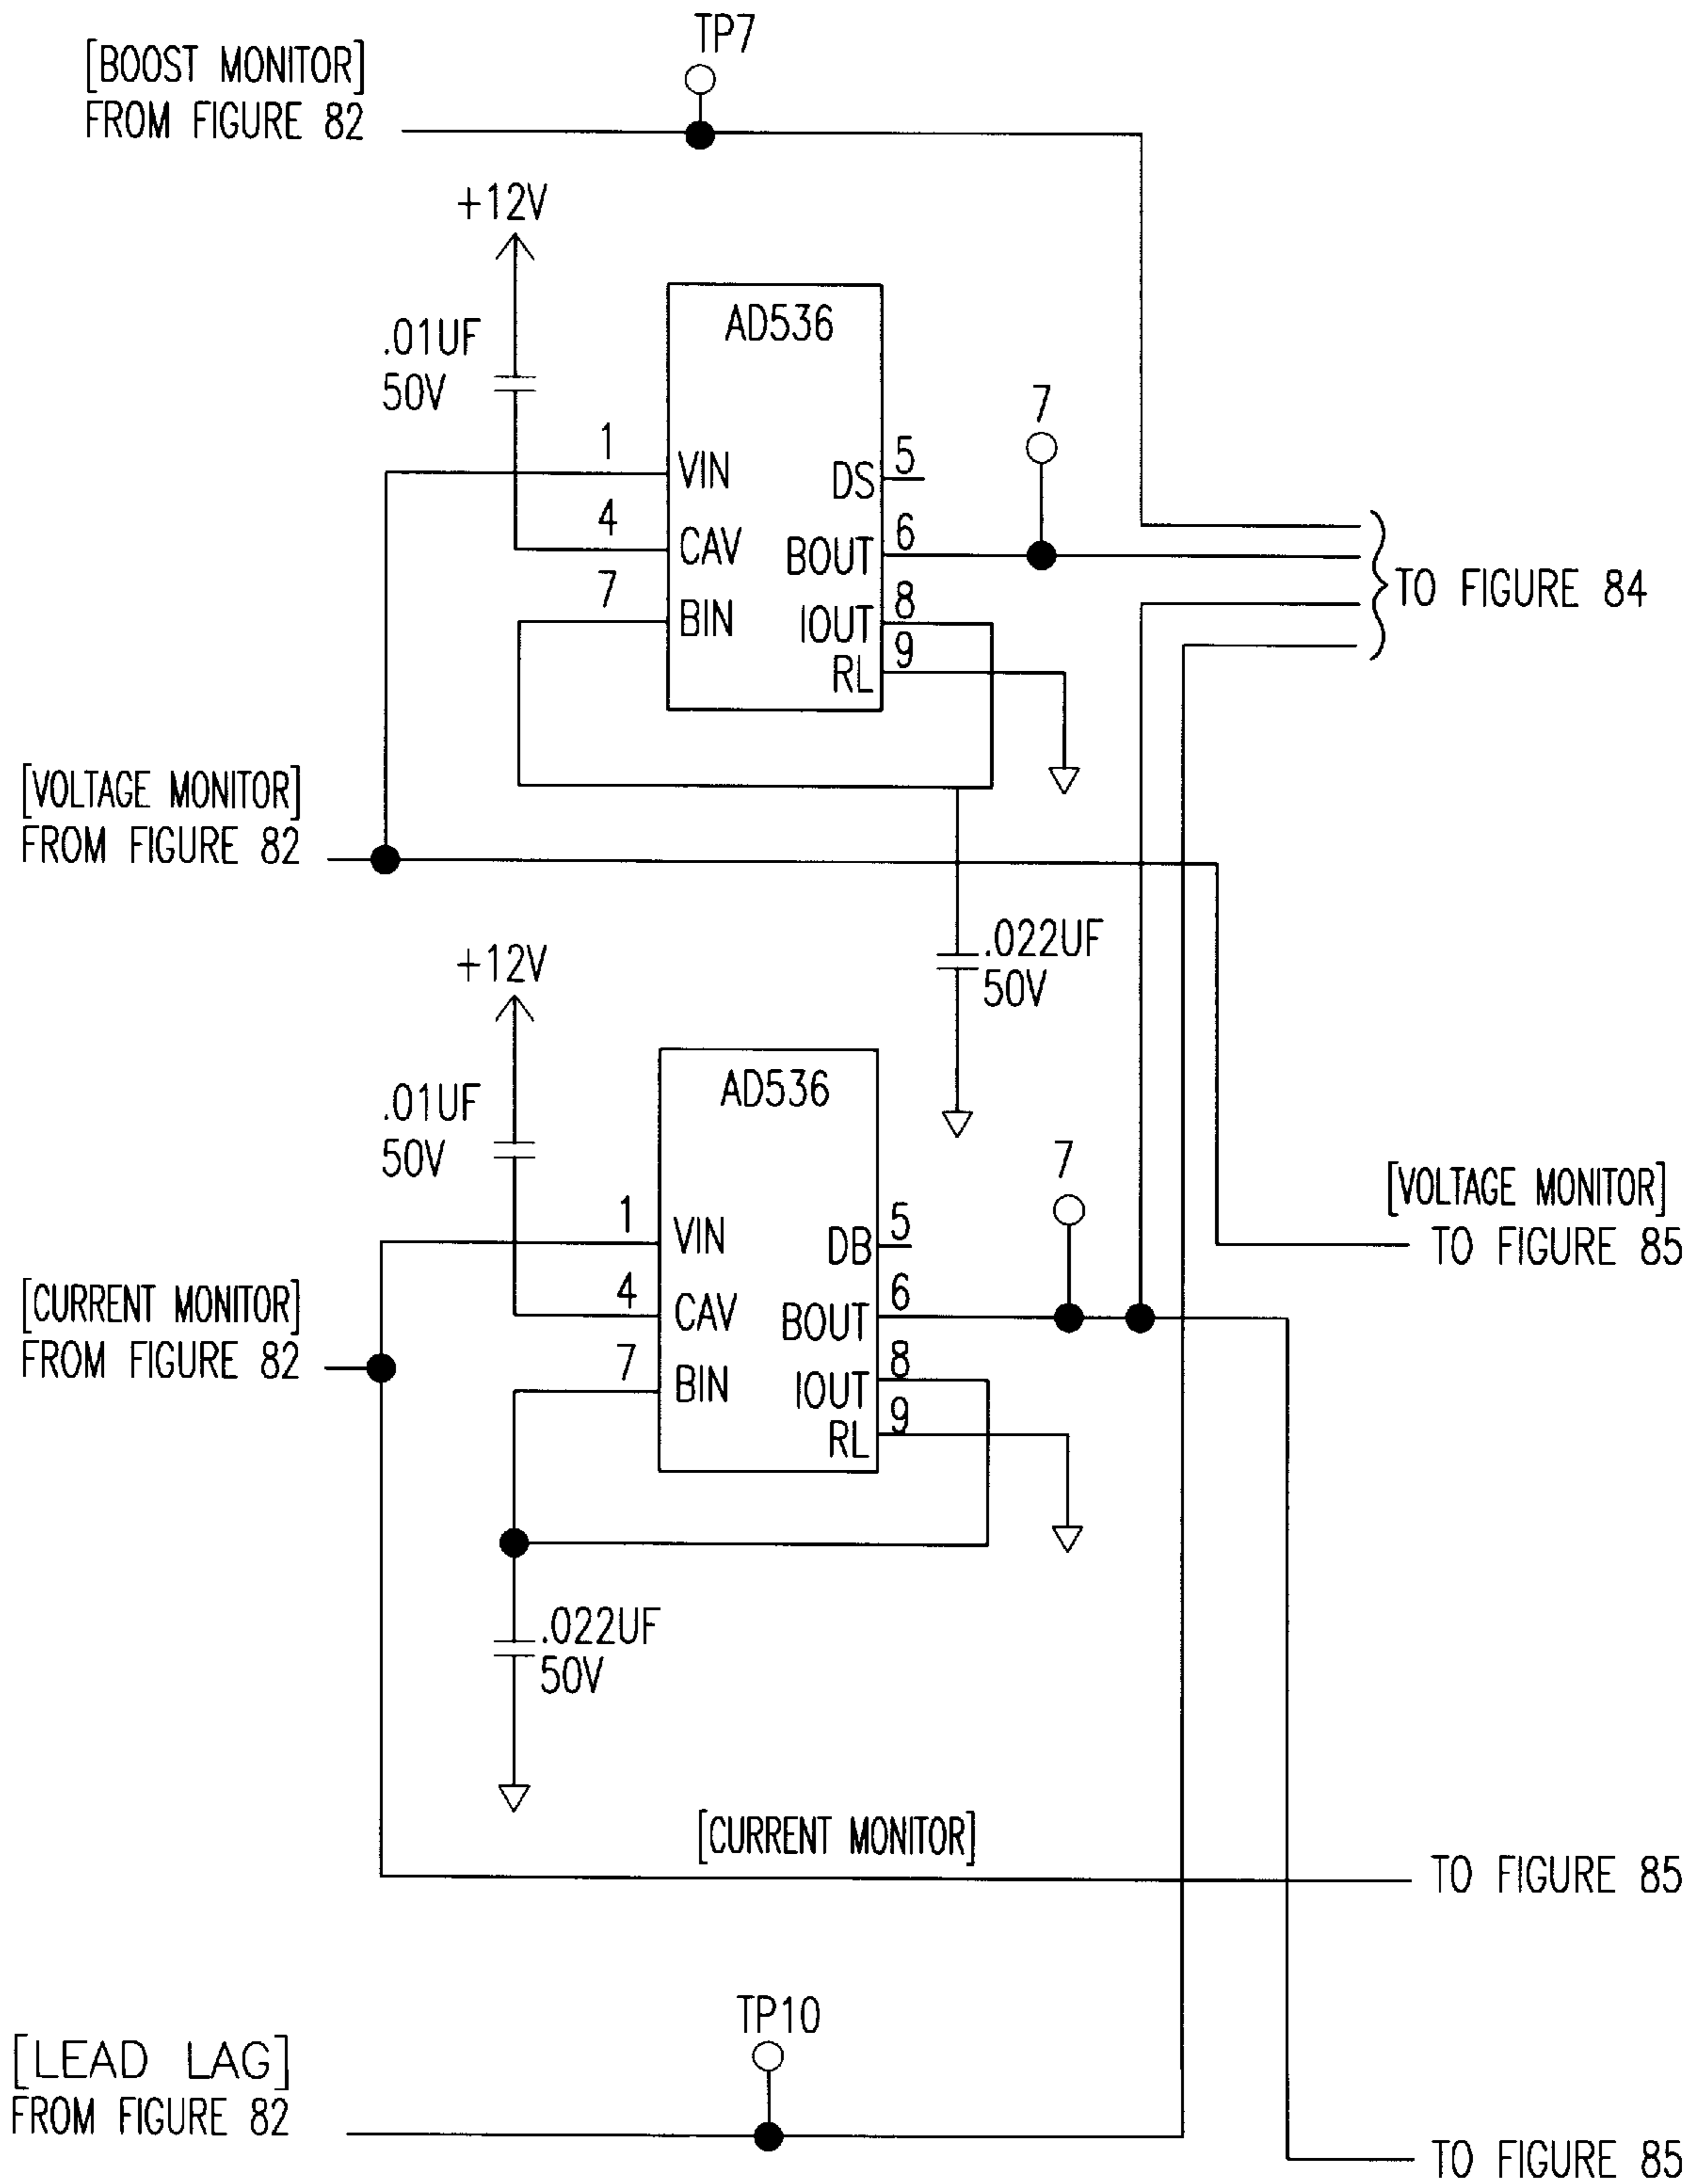 TP7
[BOOST MONITOR]
FROM FIGURE 82
+12V
AD536
.01UF
50V
7
1
VIN
DS
5
4
CAV
BOUT
6
7
BIN
IOUT
8
RL
9
TO FIGURE 84
[VOLTAGE MONITOR]
FROM FIGURE 82
.022UF
50V
+12V
AD536
.01UF
50V
7
[VOLTAGE MONITOR]
TO FIGURE 85
1
VIN
DB
5
4
CAV
BOUT
6
7
BIN
IOUT
8
RL
9
[CURRENT MONITOR]
FROM FIGURE 82
.022UF
50V
[CURRENT MONITOR]
TO FIGURE 85
TP10
[LEAD LAG]
FROM FIGURE 82
TO FIGURE 85